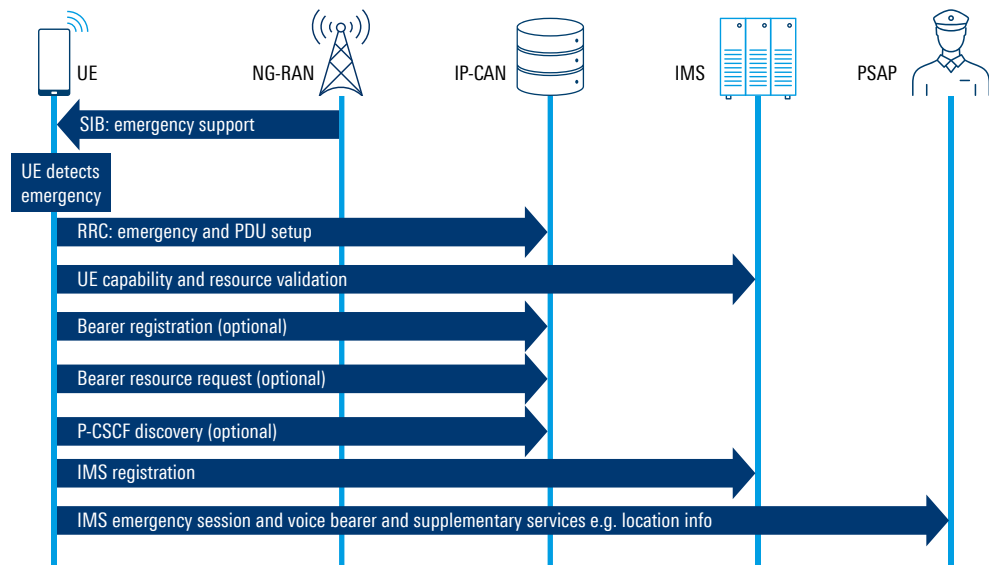 UE
NG-RAN
IP-CAN
IMS
PSAP
SIB: emergency support
UE detects
emergency
RRC: emergency and PDU setup
UE capability and resource validation
Bearer registration (optional)
Bearer resource request (optional)
P-CSCF discovery (optional)
IMS registration
IMS emergency session and voice bearer and supplementary services e.g. location info